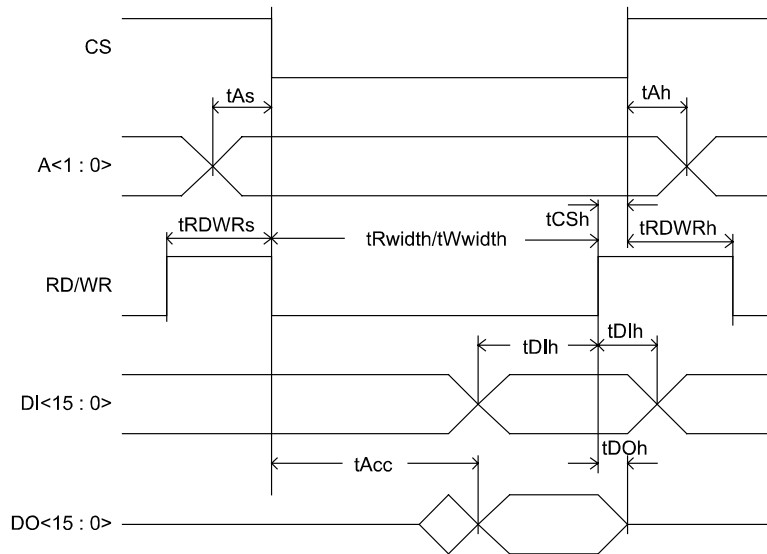 CS
tAs
tAh
A<1 : 0>
tCSh
tRDWRs
tRwidth/tWwidth
tRDWRh
RD/WR
tDIh
tDIh
DI<15 : 0>
tDOh
tAcc
DO<15 : 0>